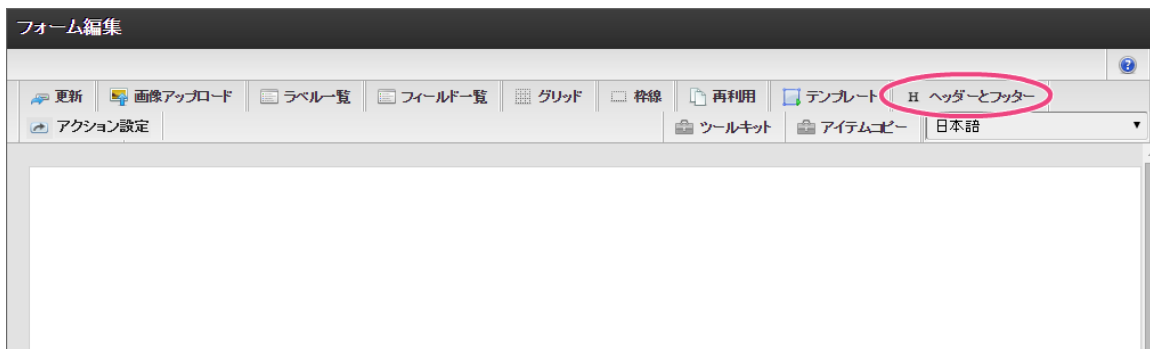 フォーム編集
更新 画像アップロード ラベル一覧 フィールド一覧 グリッド 枠線 再利用 テンプレート H ヘッダーとフッター
アクション設定 ツールキット アイテムコピー 日本語